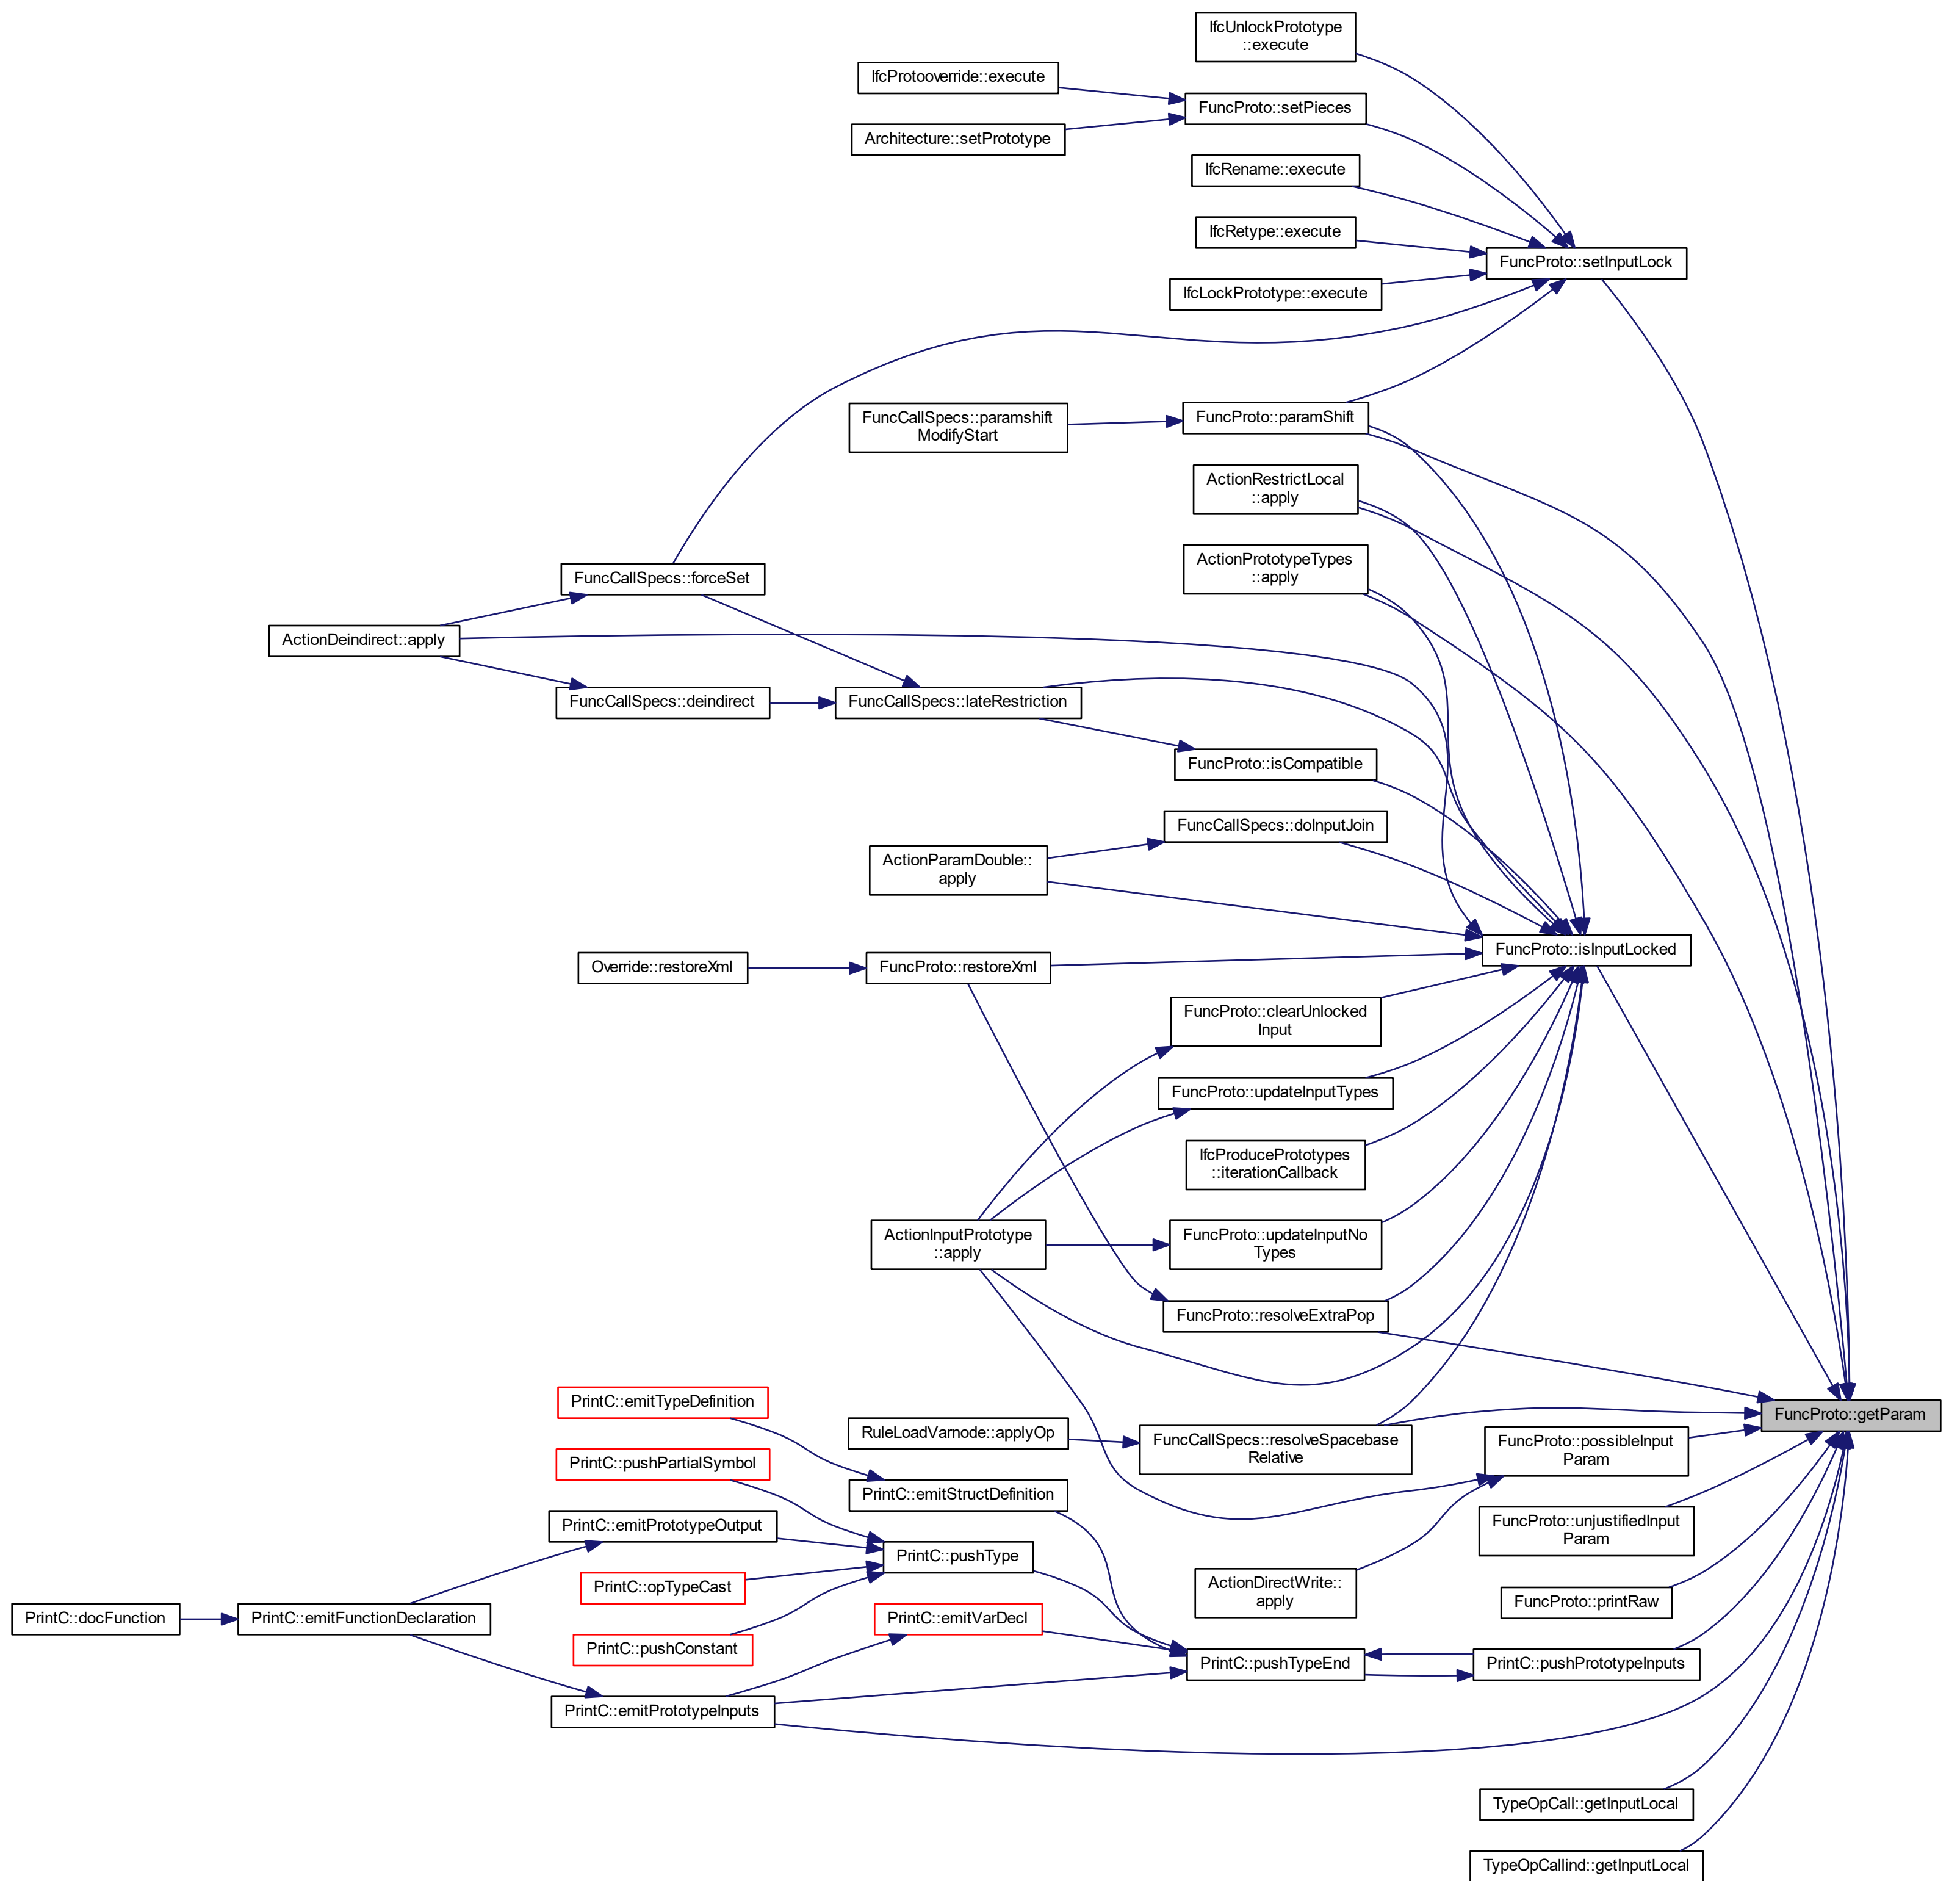 IfcUnlockPrototype
::execute
IfcProtooverride::execute
FuncProto::setPieces
Architecture::setPrototype
IfcRename::execute
IfcRetype::execute
FuncProto::setInputLock
IfcLockPrototype::execute
FuncCallSpecs::paramshift
ModifyStart
FuncProto::paramShift
ActionRestrictLocal
::apply
ActionPrototypeTypes
::apply
FuncCallSpecs::forceSet
ActionDeindirect::apply
FuncCallSpecs::deindirect
FuncCallSpecs::lateRestriction
FuncProto::isCompatible
FuncCallSpecs::doInputJoin
ActionParamDouble::
apply
FuncProto::isInputLocked
Override::restoreXml
FuncProto::restoreXml
FuncProto::clearUnlocked
Input
FuncProto::updateInputTypes
IfcProducePrototypes
::iterationCallback
ActionInputPrototype
::apply
FuncProto::updateInputNo
Types
FuncProto::resolveExtraPop
PrintC::emitTypeDefinition
FuncProto::getParam
RuleLoadVarnode::applyOp
FuncCallSpecs::resolveSpacebase
Relative
FuncProto::possibleInput
Param
PrintC::pushPartialSymbol
PrintC::emitStructDefinition
PrintC::emitPrototypeOutput
FuncProto::unjustifiedInput
Param
PrintC::pushType
PrintC::opTypeCast
ActionDirectWrite::
apply
FuncProto::printRaw
PrintC::docFunction
PrintC::emitFunctionDeclaration
PrintC::emitVarDecl
PrintC::pushConstant
PrintC::pushTypeEnd
PrintC::pushPrototypeInputs
PrintC::emitPrototypeInputs
TypeOpCall::getInputLocal
TypeOpCallind::getInputLocal